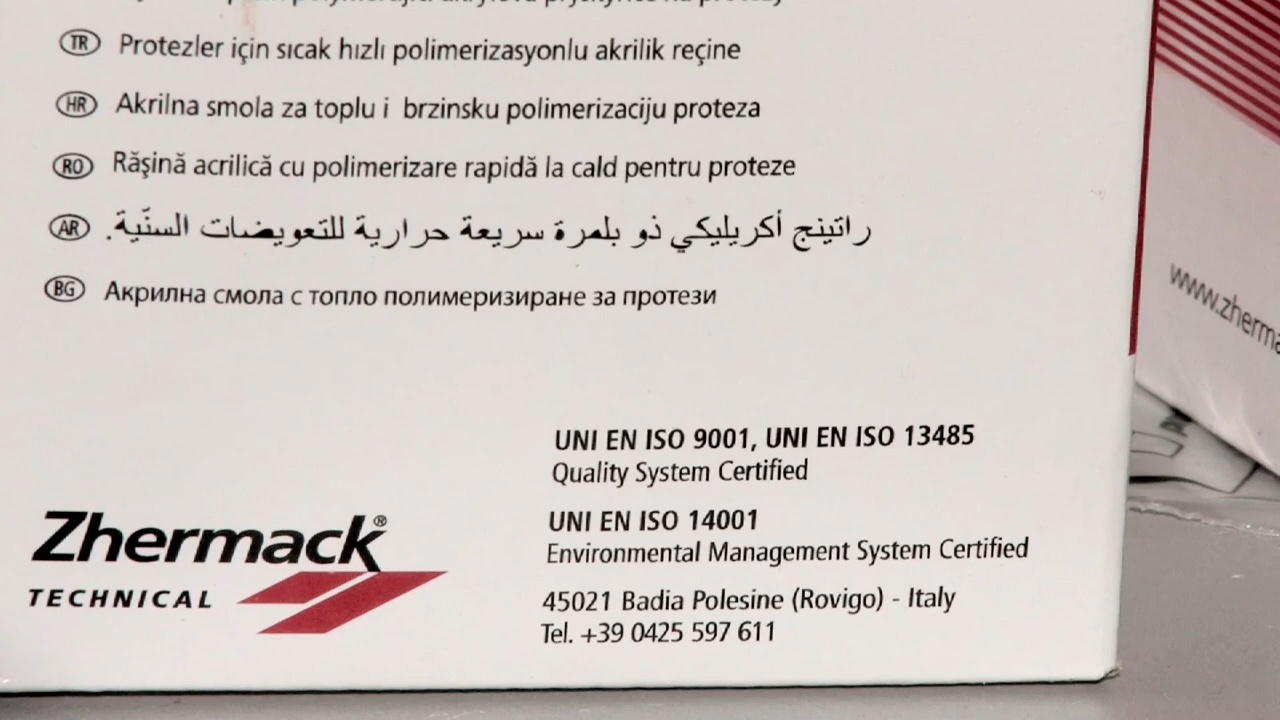 TR Protezler için sıcak hızlı polimerizasyonlu akrilik reçine
HR Akrilna smola za toplu i brzinsku polimerizaciju proteza
RO Răşină acrilică cu polimerizare rapidă la cald pentru proteze
AR راتينج أكريليكي ذو بلمرة سريعة حرارية للتعويضات السنّية.
BG Акрилна смола с топло полимеризиране за протези
UNI EN ISO 9001, UNI EN ISO 13485
Quality System Certified
UNI EN ISO 14001
Environmental Management System Certified
45021 Badia Polesine (Rovigo) - Italy
Tel. +39 0425 597 611
Zhermack®
TECHNICAL